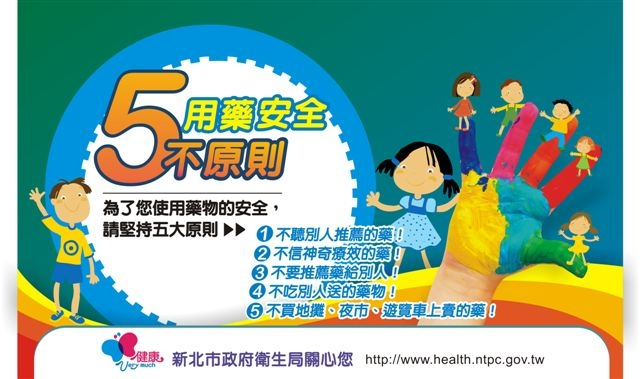 5
用藥安全
不原則
為了您使用藥物的安全，
請堅持五大原則 ▶▶
1 不聽別人推薦的藥！
2 不信神奇療效的藥！
3 不要推薦藥給別人！
4 不吃別人送的藥物！
5 不買地攤、夜市、遊覽車上賣的藥！
健康
Very much
新北市政府衛生局關心您 http://www.health.ntpc.gov.tw